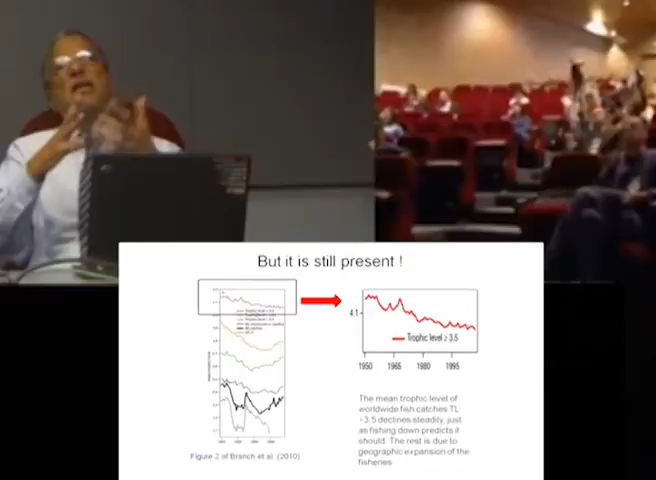 But it is still present !
4.1
Trophic level ≥ 3.5
1950 1965 1980 1995
The mean trophic level of
worldwide fish catches TL
>3.5 declines steadily, just
as fishing down predicts it
should. The rest is due to
geographic expansion of the
fisheries
Figure 2 of Branch et al (2010)